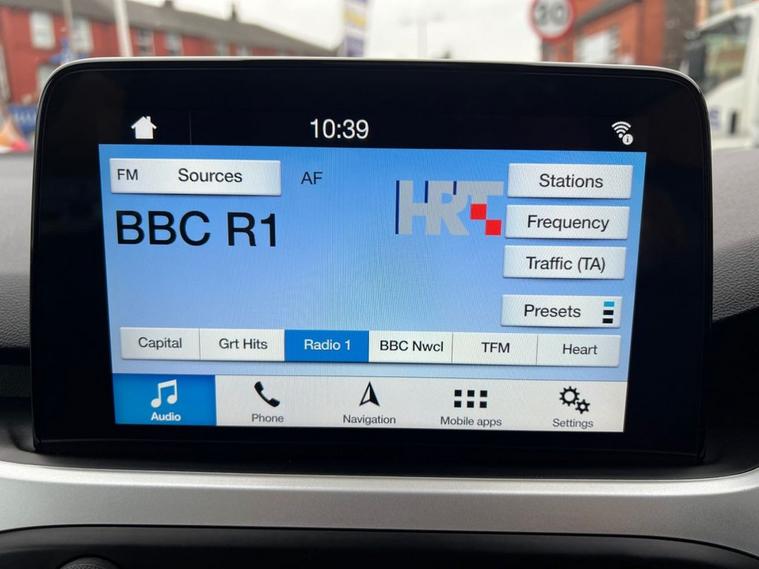 20
10:39
FM Sources
AF
HRT
Stations
BBC R1
Frequency
Traffic (TA)
Presets
Capital
Grt Hits
Radio 1
BBC Nwcl
TFM
Heart
Audio
Phone
Navigation
Mobile apps
Settings